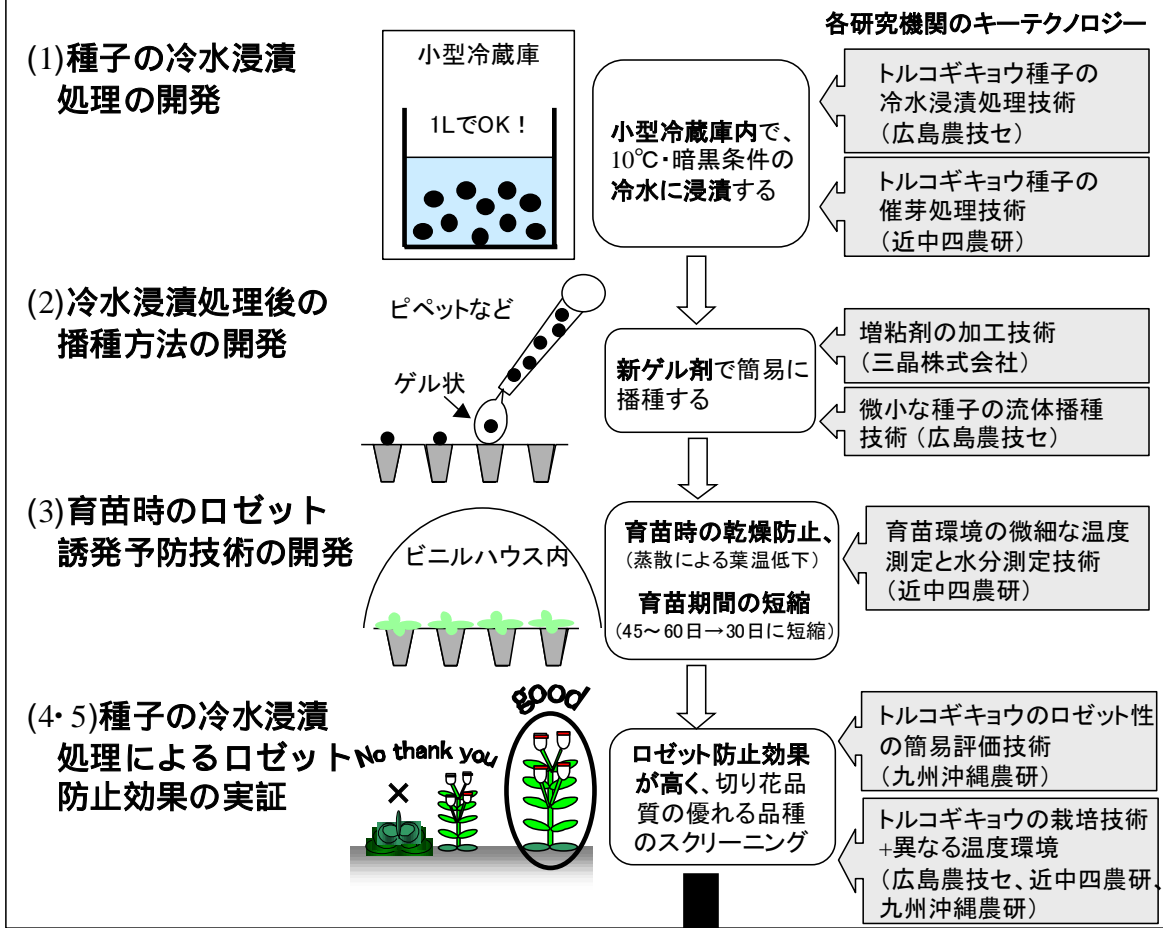 各研究機関のキーテクノロジー
(1)種子の冷水浸漬
処理の開発
小型冷蔵庫
1LでOK！
小型冷蔵庫内で、
10℃・暗黒条件の
冷水に浸漬する
トルコギキョウ種子の
冷水浸漬処理技術
（広島農技セ）
トルコギキョウ種子の
催芽処理技術
（近中四農研）
(2)冷水浸漬処理後の
播種方法の開発
ピペットなど
ゲル状
新ゲル剤で簡易に
播種する
増粘剤の加工技術
（三晶株式会社）
微小な種子の流体播種
技術（広島農技セ）
(3)育苗時のロゼット
誘発予防技術の開発
ビニルハウス内
育苗時の乾燥防止、
（蒸散による葉温低下）
育苗期間の短縮
（45～60日→30日に短縮）
育苗環境の微細な温度
測定と水分測定技術
（近中四農研）
(4・5)種子の冷水浸漬
処理によるロゼット
防止効果の実証
No thank you
×
good
ロゼット防止効果
が高く、切り花品
質の優れる品種
のスクリーニング
トルコギキョウのロゼット性
の簡易評価技術
（九州沖縄農研）
トルコギキョウの栽培技術
+異なる温度環境
（広島農技セ、近中四農研、
九州沖縄農研）